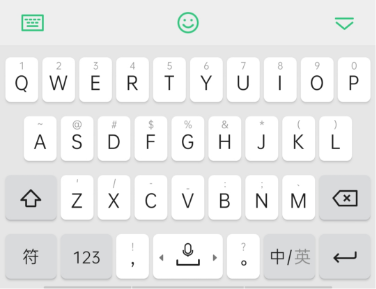 1 2 3 4 5 6 7 8 9 0
Q W E R T Y U I O P
~ @ # $ % & * ( )
A S D F G H J K L
Z X C V B N M
! ?
符 123 , 。 中/英